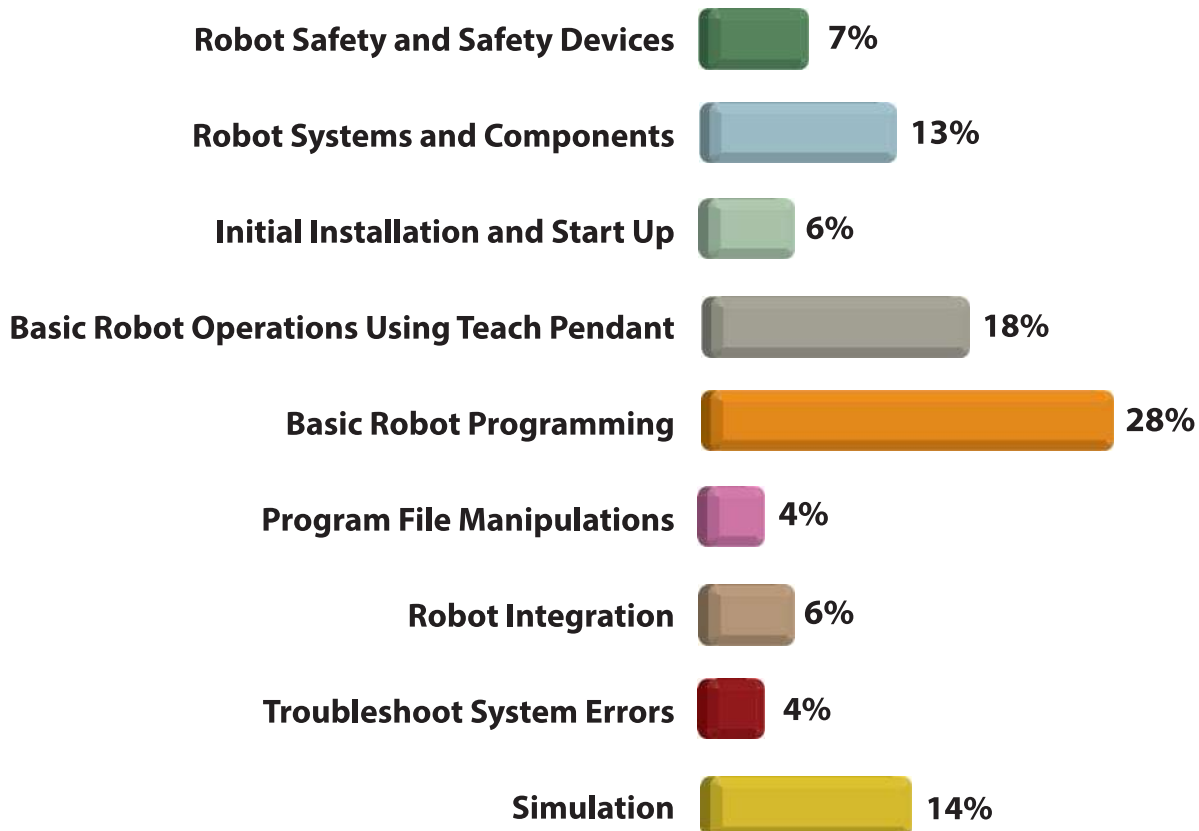 Robot Safety and Safety Devices 7%
Robot Systems and Components 13%
Initial Installation and Start Up 6%
Basic Robot Operations Using Teach Pendant 18%
Basic Robot Programming 28%
Program File Manipulations 4%
Robot Integration 6%
Troubleshoot System Errors 4%
Simulation 14%